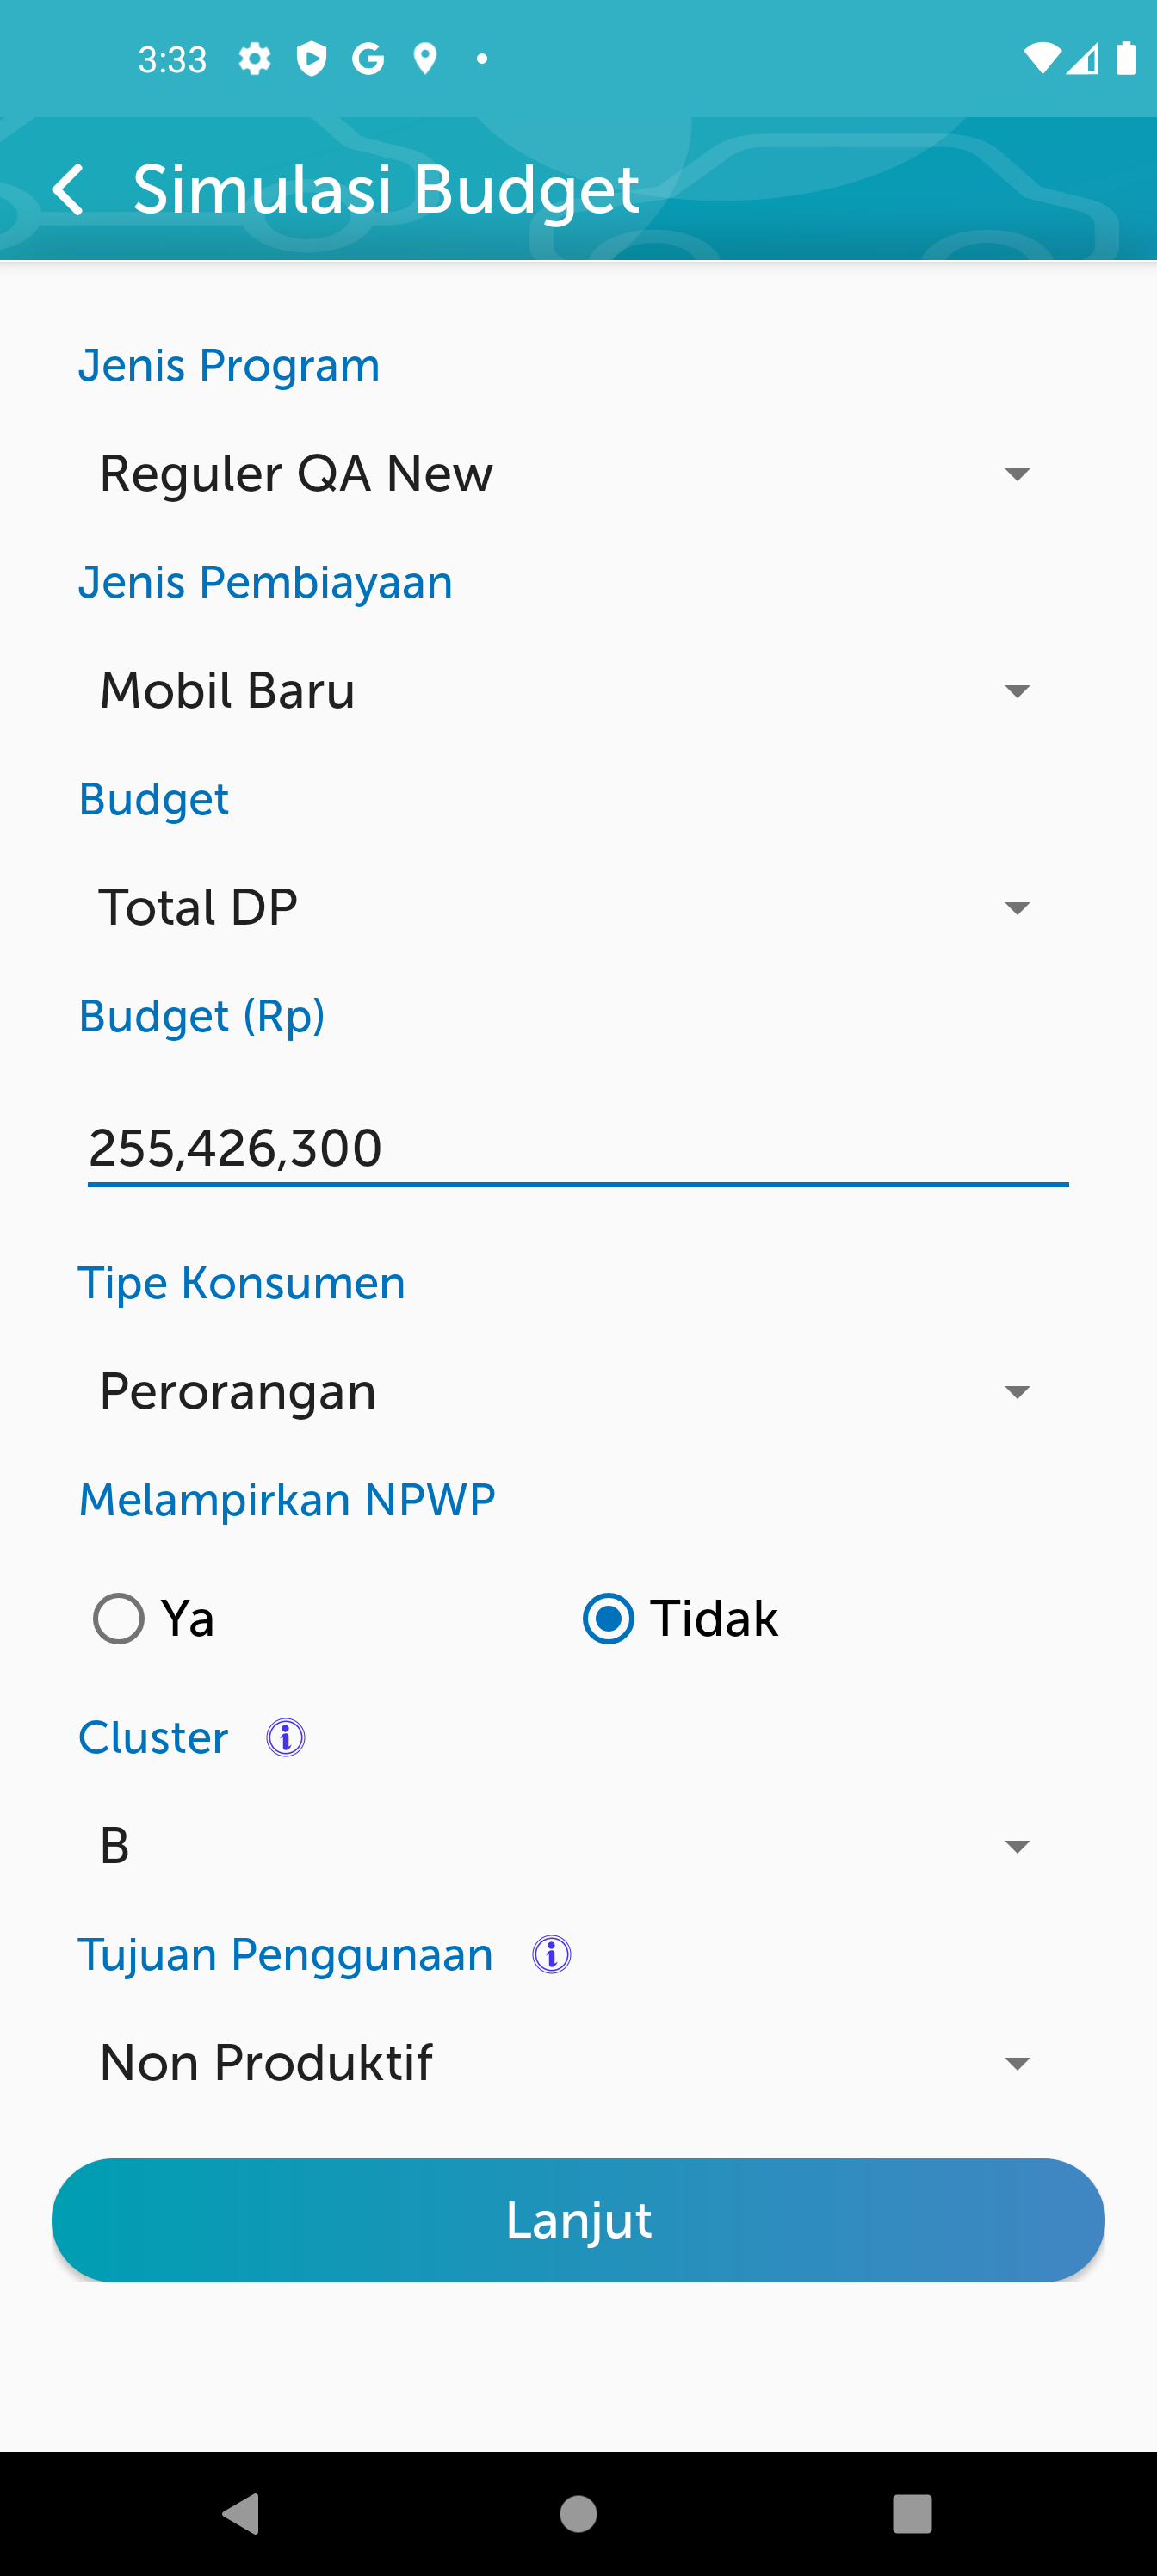 3:33
Simulasi Budget
Jenis Program
Reguler QA New
Jenis Pembiayaan
Mobil Baru
Budget
Total DP
Budget (Rp)
255,426,300
Tipe Konsumen
Perorangan
Melampirkan NPWP
Ya Tidak
Cluster
B
Tujuan Penggunaan
Non Produktif
Lanjut